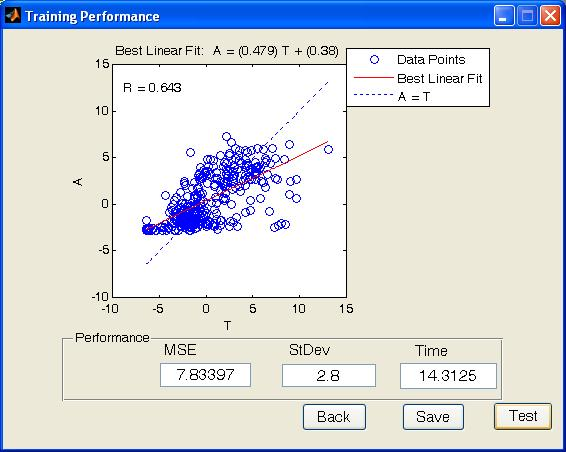 Training Performance
Best Linear Fit: A = (0.479) T + (0.38)
R = 0.643
Data Points
Best Linear Fit
A = T
15
10
5
0
-5
-10
A
-10 -5 0 5 10 15
T
Performance
MSE StDev Time
7.83397 2.8 14.3125
Back Save Test